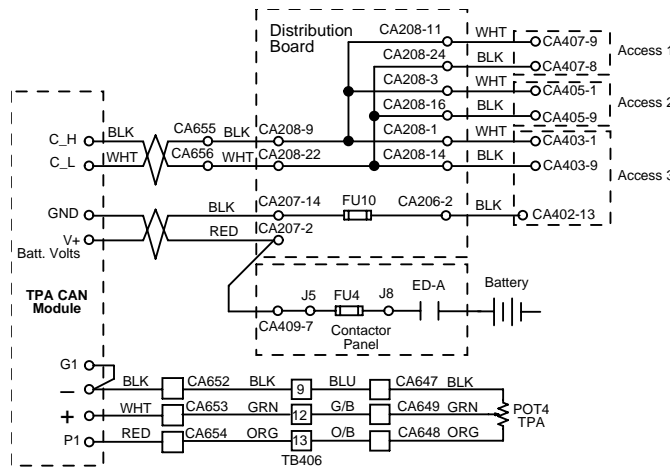 Distribution
Board
CA208-11 WHT CA407-9
CA208-24 BLK CA407-8
Access 1
CA208-3 WHT CA405-1
CA208-16 BLK CA405-9
Access 2
C_H BLK CA655 BLK CA208-9 CA208-1 WHT CA403-1
C_L WHT CA656 WHT CA208-22 CA208-14 BLK CA403-9
Access 3
GND BLK CA207-14 FU10 CA206-2 BLK CA402-13
V+ RED CA207-2
Batt. Volts
TPA CAN
Module
ED-A Battery
J5 FU4 J8
CA409-7
Contactor
Panel
G1
– BLK CA652 BLK 9 BLU CA647 BLK
+ WHT CA653 GRN 12 G/B CA649 GRN
POT4
TPA
P1 RED CA654 ORG 13 O/B CA648 ORG
TB406